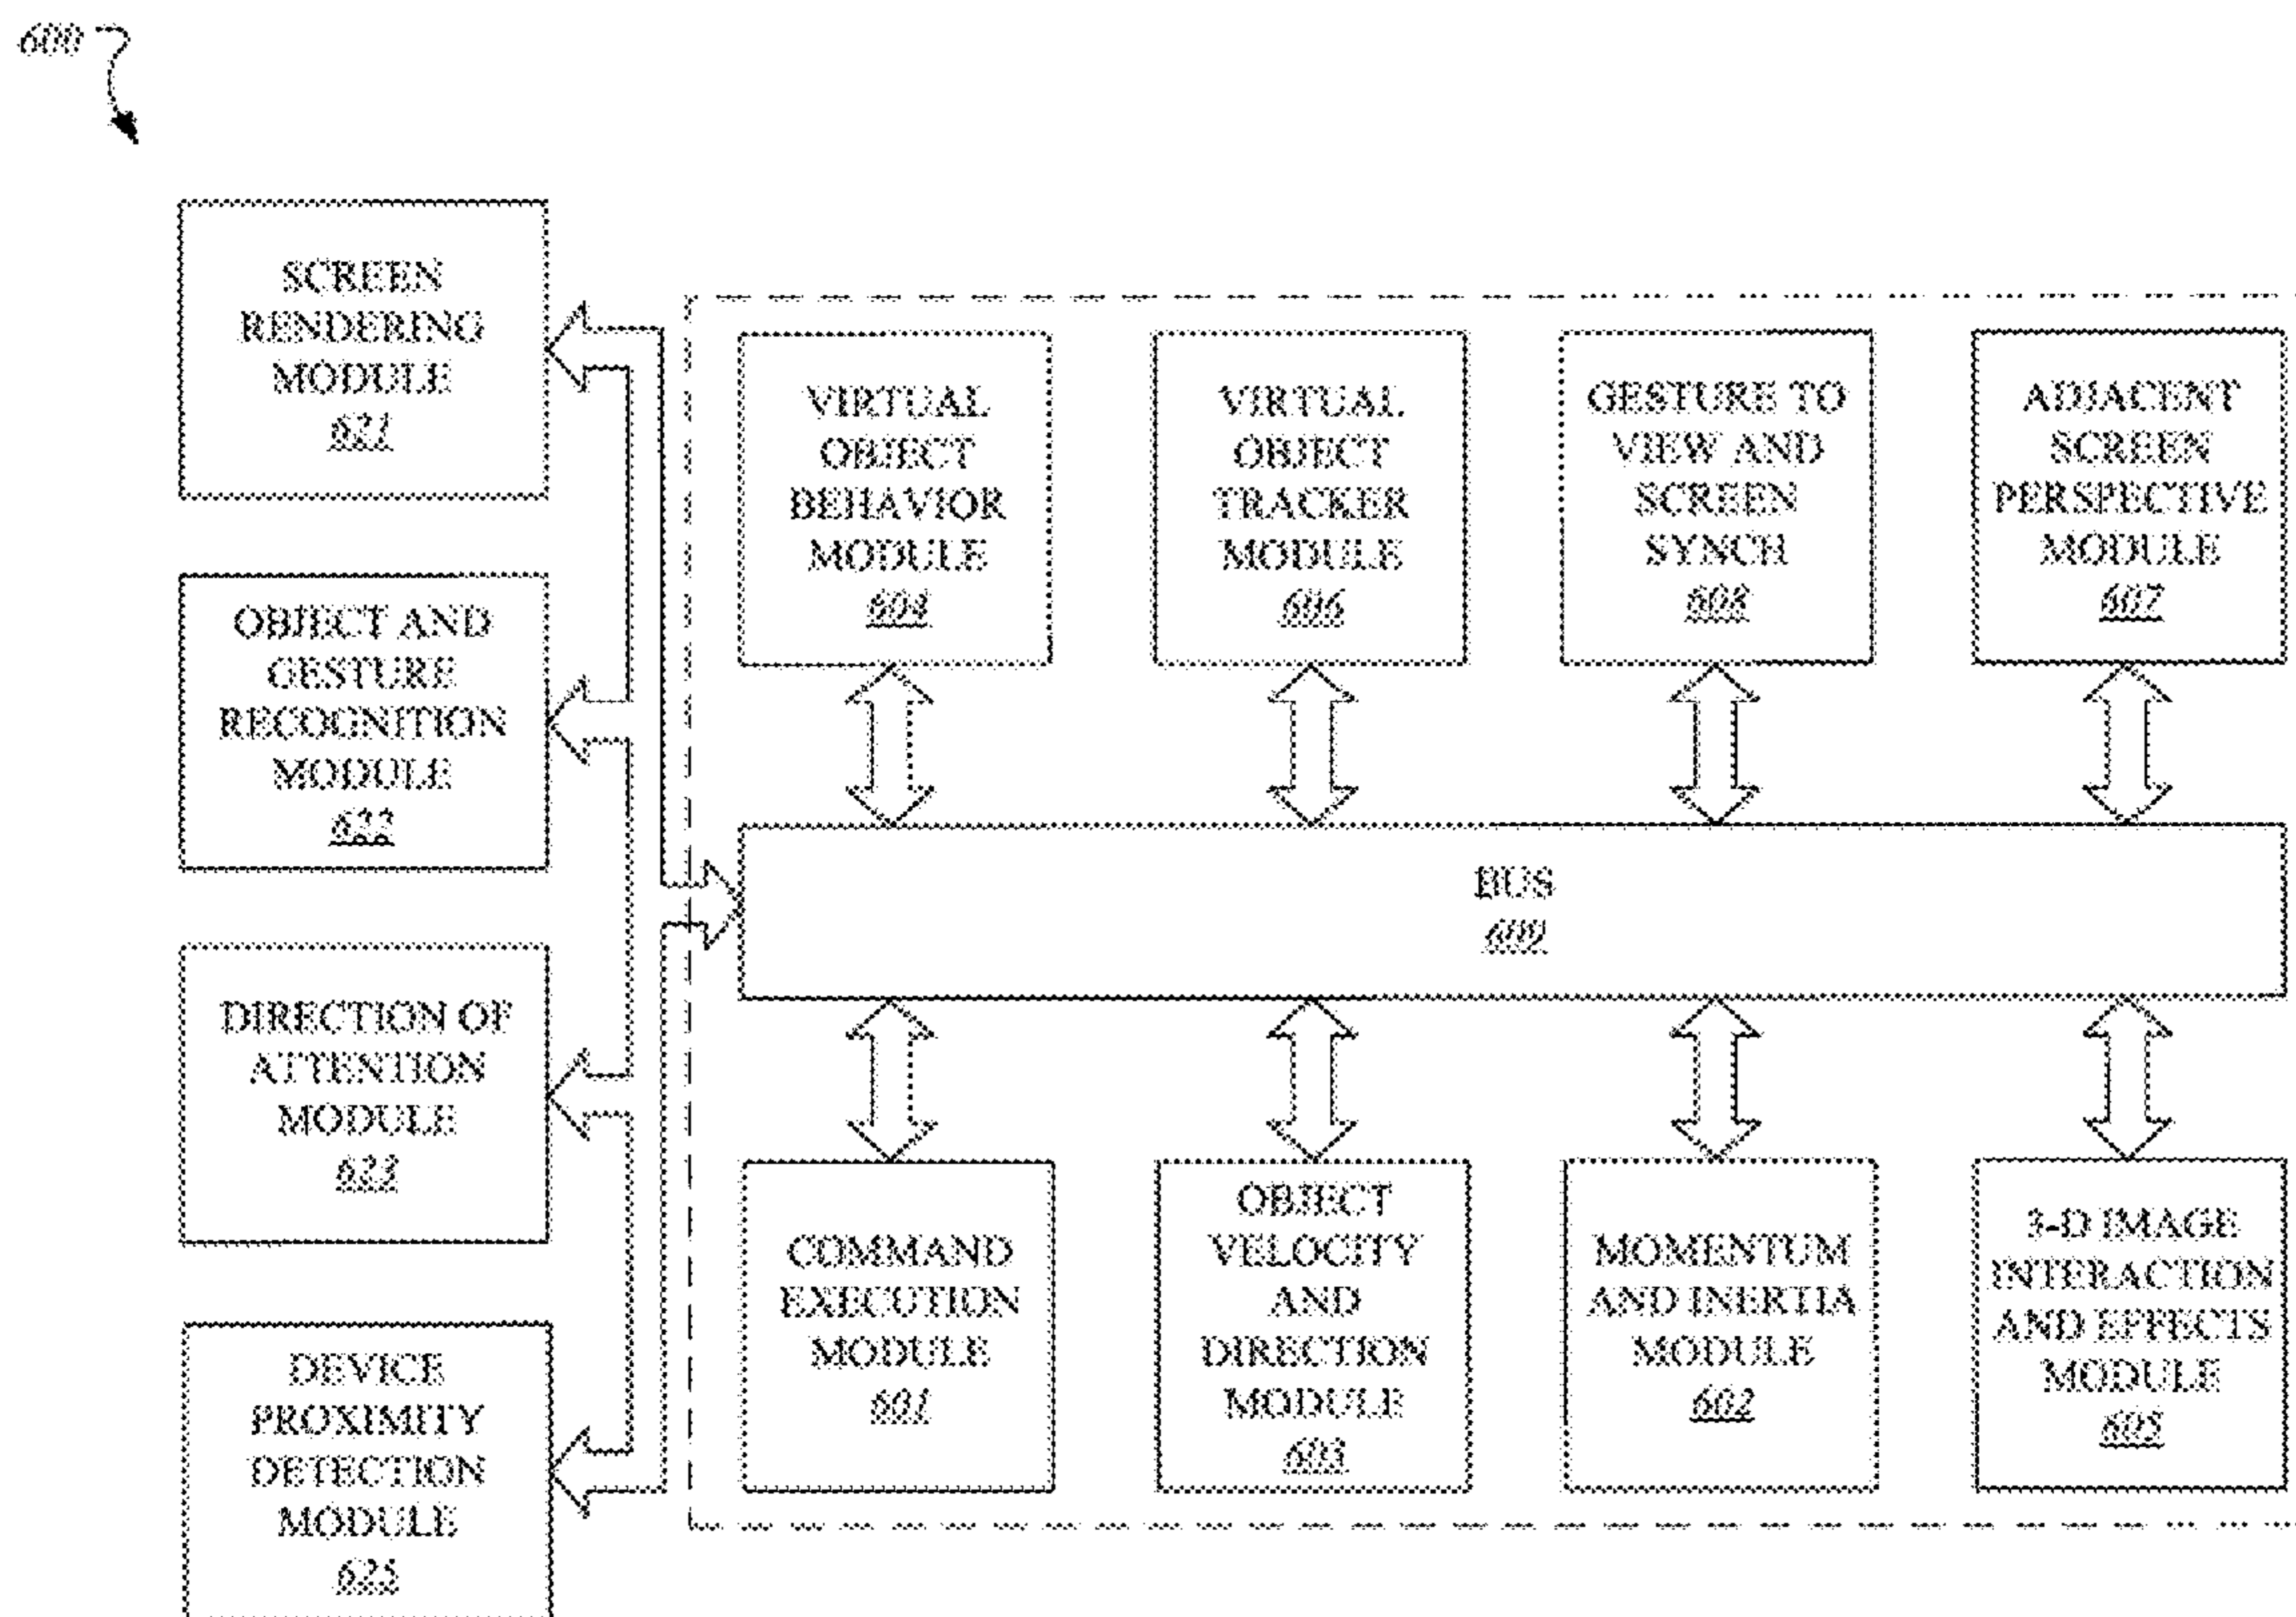 600
SCREEN
RENDERING
MODULE
621
OBJECT AND
GESTURE
RECOGNITION
MODULE
622
DIRECTION OF
ATTENTION
MODULE
623
DEVICE
PROXIMITY
DETECTION
MODULE
625
VIRTUAL
OBJECT
BEHAVIOR
MODULE
604
VIRTUAL
OBJECT
TRACKER
MODULE
606
GESTURE TO
VIEW AND
SCREEN
SYNCH
608
ADJACENT
SCREEN
PERSPECTIVE
MODULE
607
BUS
609
COMMAND
EXECUTION
MODULE
601
OBJECT
VELOCITY
AND
DIRECTION
MODULE
603
MOMENTUM
AND INERTIA
MODULE
602
3-D IMAGE
INTERACTION
AND EFFECTS
MODULE
605